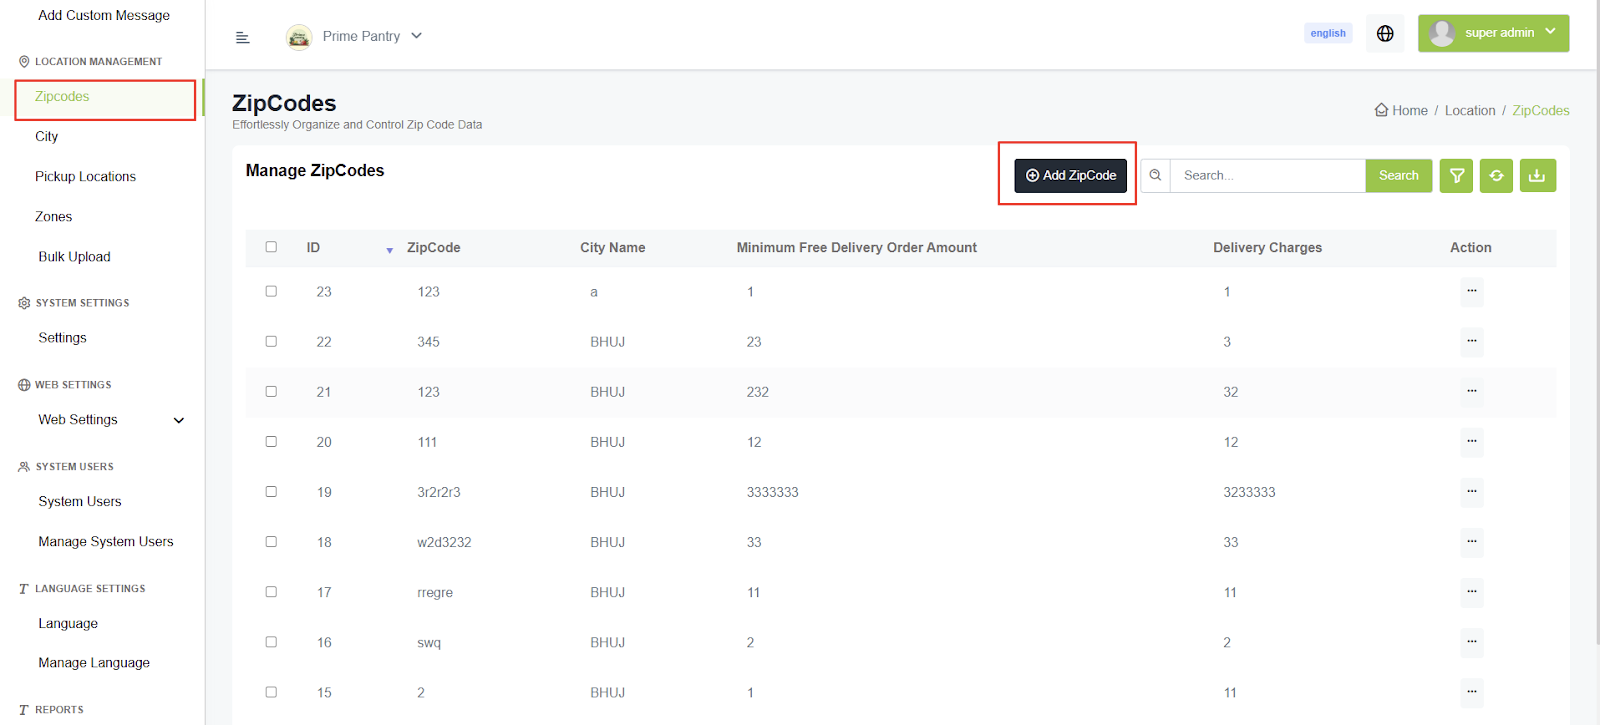 Add Custom Message
LOCATION MANAGEMENT
Zipcodes
City
Pickup Locations
Zones
Bulk Upload
SYSTEM SETTINGS
Settings
WEB SETTINGS
Web Settings
SYSTEM USERS
System Users
Manage System Users
LANGUAGE SETTINGS
Language
Manage Language
REPORTS
Prime Pantry
english
super admin
ZipCodes
Effortlessly Organize and Control Zip Code Data
Home / Location / ZipCodes
Manage ZipCodes
Add ZipCode
Search...
Search
ID ZipCode City Name Minimum Free Delivery Order Amount Delivery Charges Action
23 123 a 1 1 ...
22 345 BHUJ 23 3 ...
21 123 BHUJ 232 32 ...
20 111 BHUJ 12 12 ...
19 3r2r2r3 BHUJ 3333333 3233333 ...
18 w2d3232 BHUJ 33 33 ...
17 rregre BHUJ 11 11 ...
16 swq BHUJ 2 2 ...
15 2 BHUJ 1 11 ...